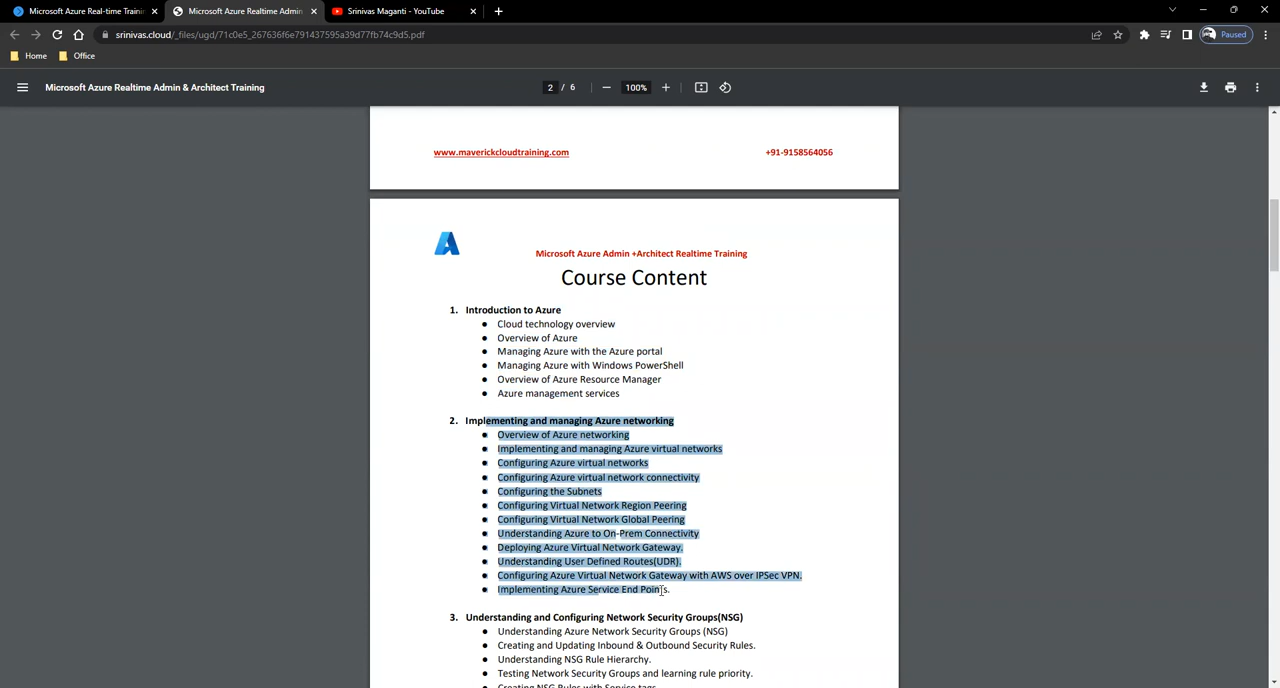 Microsoft Azure Real-time Trainin
Microsoft Azure Realtime Admin
Srinivas Maganti - YouTube
srinivas.cloud/_files/ugd/71c0e5_267636f6e791437595a39d77fb74c9d5.pdf
Paused
Home
Office
Microsoft Azure Realtime Admin & Architect Training
2 / 6
100%
www.maverickcloudtraining.com
+91-9158564056
Microsoft Azure Admin +Architect Realtime Training
Course Content
1. Introduction to Azure
● Cloud technology overview
● Overview of Azure
● Managing Azure with the Azure portal
● Managing Azure with Windows PowerShell
● Overview of Azure Resource Manager
● Azure management services
2. Implementing and managing Azure networking
● Overview of Azure networking
● Implementing and managing Azure virtual networks
● Configuring Azure virtual networks
● Configuring Azure virtual network connectivity
● Configuring the Subnets
● Configuring Virtual Network Region Peering
● Configuring Virtual Network Global Peering
● Understanding Azure to On-Prem Connectivity
● Deploying Azure Virtual Network Gateway.
● Understanding User Defined Routes(UDR).
● Configuring Azure Virtual Network Gateway with AWS over IPSec VPN.
● Implementing Azure Service End Points.
3. Understanding and Configuring Network Security Groups(NSG)
● Understanding Azure Network Security Groups (NSG)
● Creating and Updating Inbound & Outbound Security Rules.
● Understanding NSG Rule Hierarchy.
● Testing Network Security Groups and learning rule priority.
● Creating NSG Rules with Service tags.